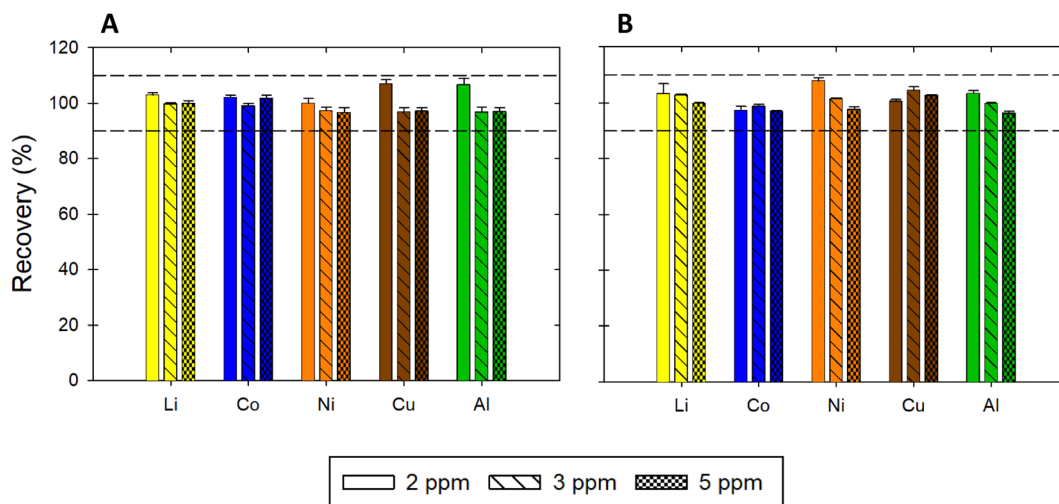 A
B
120
100
80
60
40
20
0
Recovery (%)
Li Co Ni Cu Al
Li Co Ni Cu Al
2 ppm 3 ppm 5 ppm